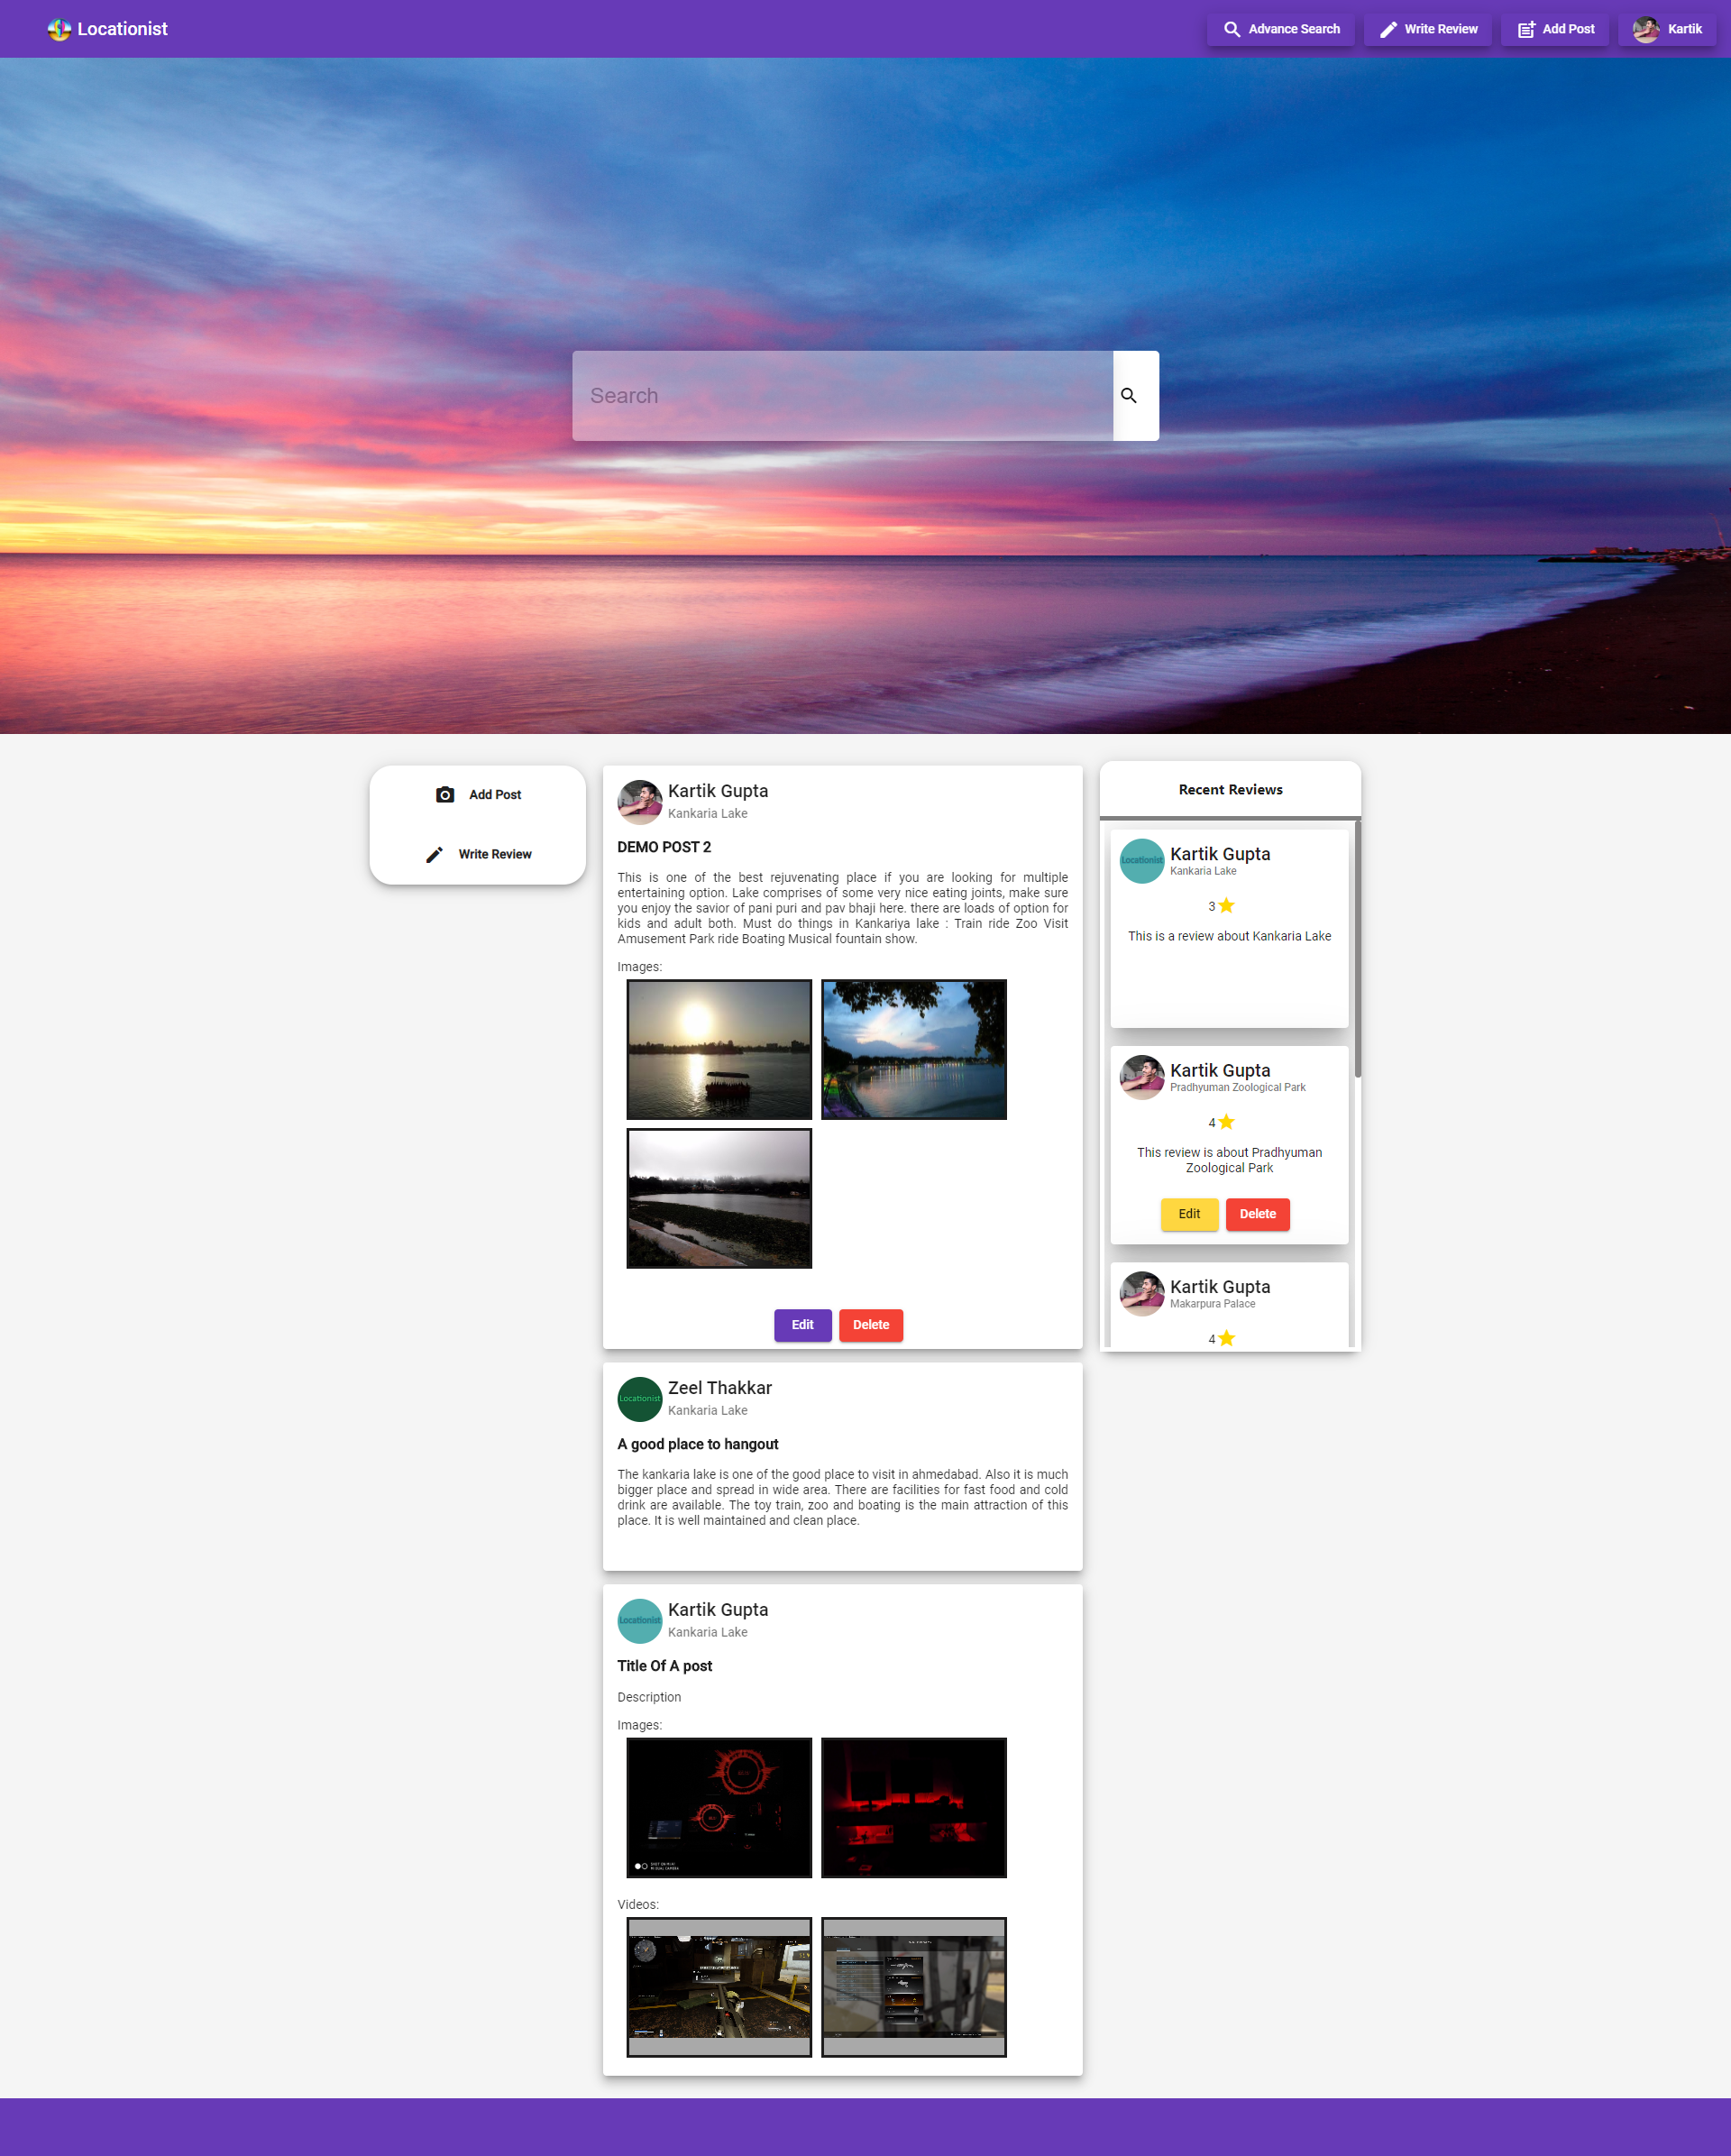 Locationist
Advance Search
Write Review
Add Post
Kartik
Search
Add Post
Write Review
Kartik Gupta
Kankaria Lake
DEMO POST 2
This is one of the best rejuvenating place if you are looking for multiple
entertaining option. Lake comprises of some very nice eating joints, make sure
you enjoy the savior of pani puri and pav bhaji here. there are loads of option for
kids and adult both. Must do things in Kankariya lake : Train ride Zoo Visit
Amusement Park ride Boating Musical fountain show.
Images:
Edit
Delete
Locationist
Zeel Thakkar
Kankaria Lake
A good place to hangout
The kankaria lake is one of the good place to visit in ahmedabad. Also it is much
bigger place and spread in wide area. There are facilities for fast food and cold
drink are available. The toy train, zoo and boating is the main attraction of this
place. It is well maintained and clean place.
Locationist
Kartik Gupta
Kankaria Lake
Title Of A post
Description
Images:
Videos:
Recent Reviews
Locationist
Kartik Gupta
Kankaria Lake
3
This is a review about Kankaria Lake
Kartik Gupta
Pradhyuman Zoological Park
4
This review is about Pradhyuman
Zoological Park
Edit
Delete
Kartik Gupta
Makarpura Palace
4